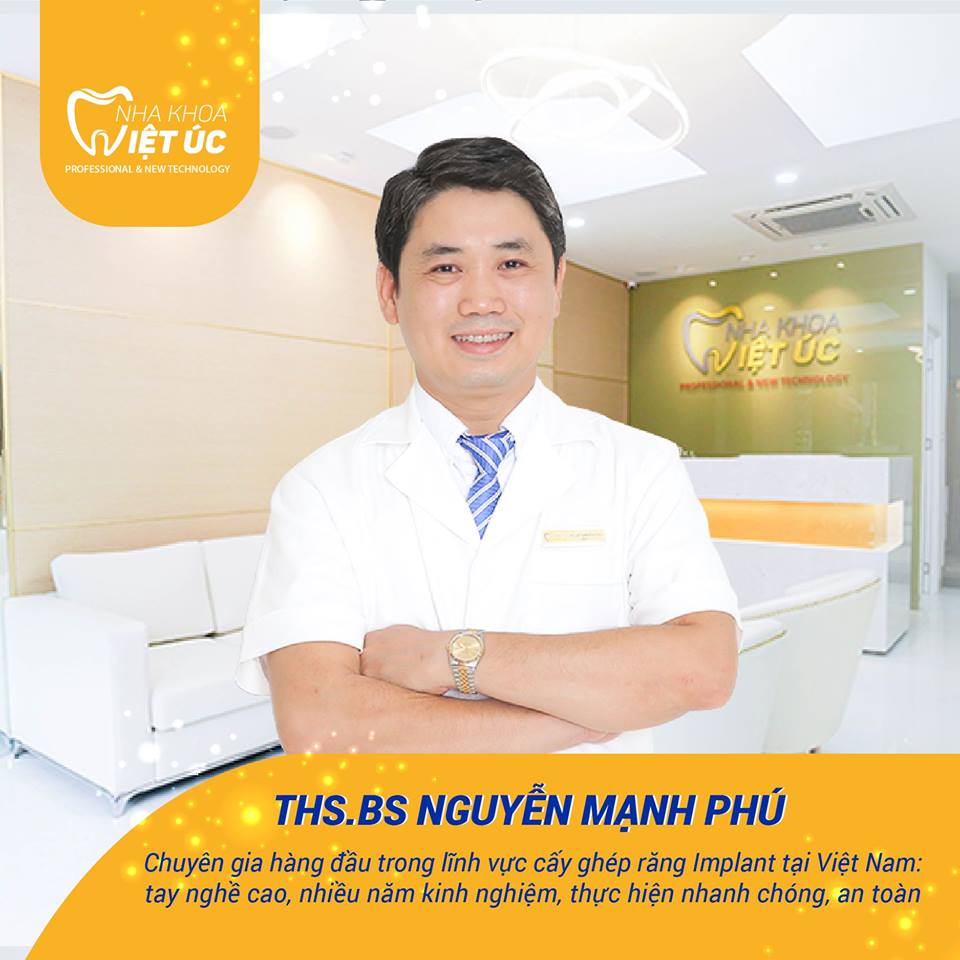 NHA KHOA
VIỆT ÚC
PROFESSIONAL & NEW TECHNOLOGY
NHA KHOA
VIỆT ÚC
PROFESSIONAL & NEW TECHNOLOGY
THS.BS NGUYỄN MẠNH PHÚ
Chuyên gia hàng đầu trong lĩnh vực cấy ghép răng Implant tại Việt Nam:
tay nghề cao, nhiều năm kinh nghiệm, thực hiện nhanh chóng, an toàn